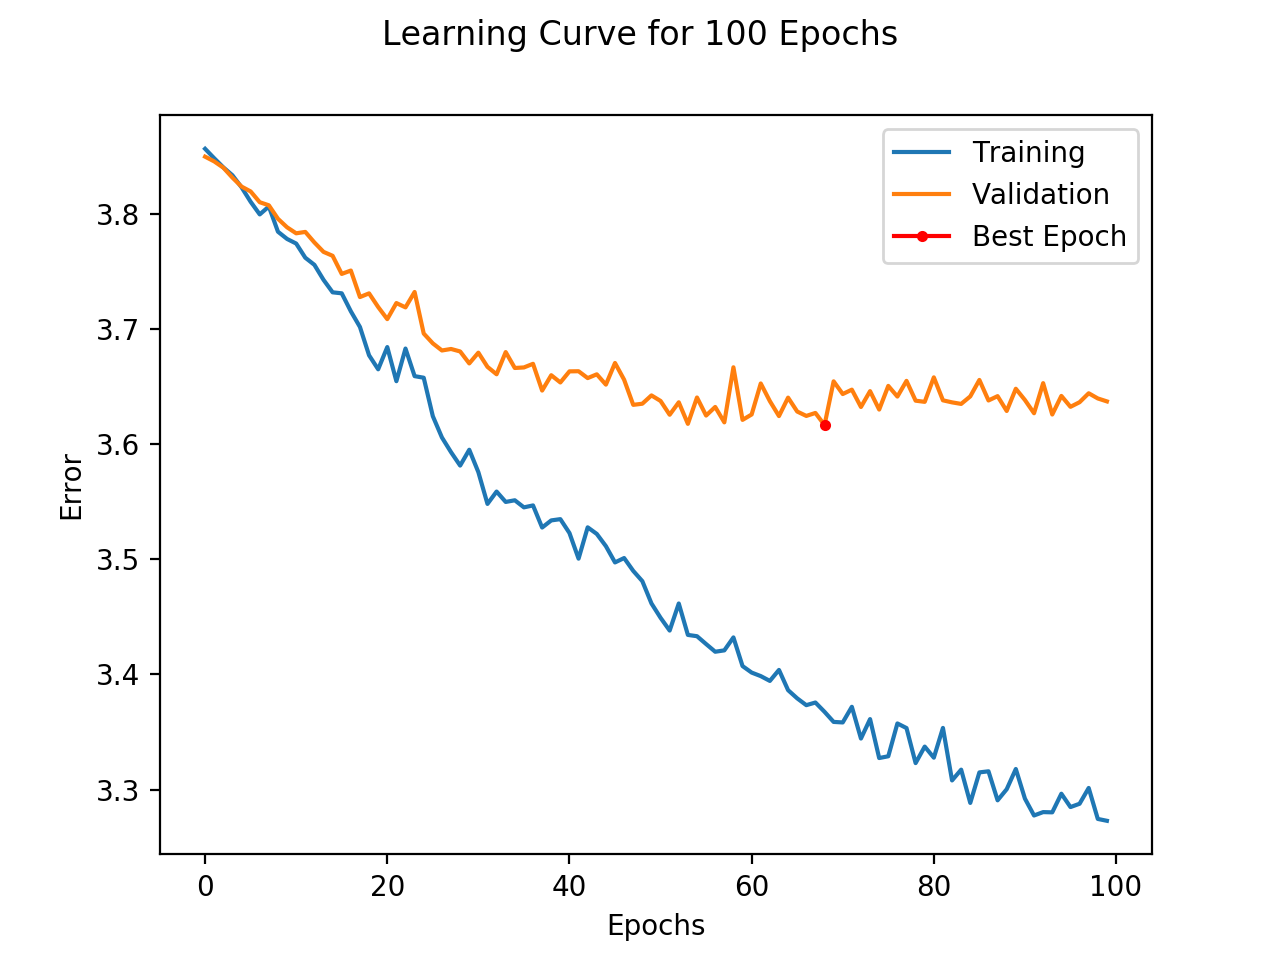 Learning Curve for 100 Epochs
Training
Validation
Best Epoch
3.8
3.7
3.6
3.5
3.4
3.3
Error
0 20 40 60 80 100
Epochs